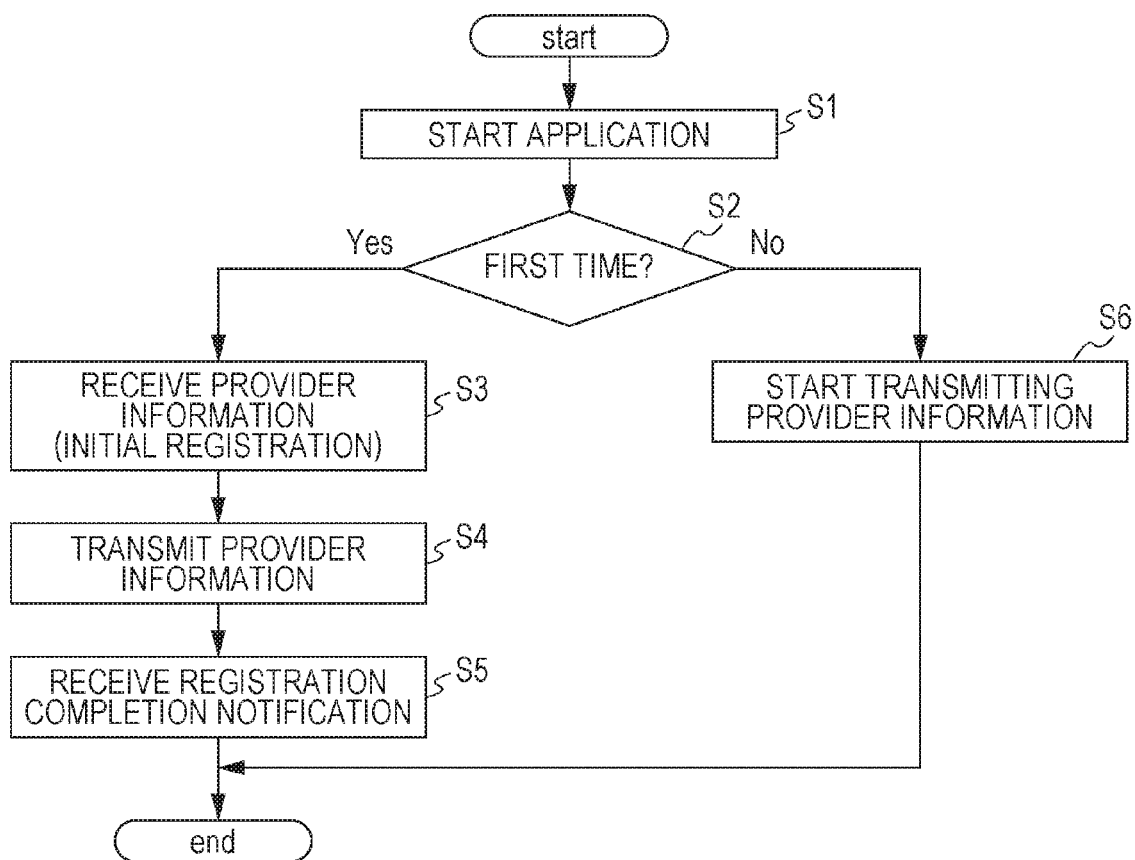 start
START APPLICATION
S1
FIRST TIME?
S2
Yes
No
RECEIVE PROVIDER
INFORMATION
(INITIAL REGISTRATION)
S3
START TRANSMITTING
PROVIDER INFORMATION
S6
TRANSMIT PROVIDER
INFORMATION
S4
RECEIVE REGISTRATION
COMPLETION NOTIFICATION
S5
end